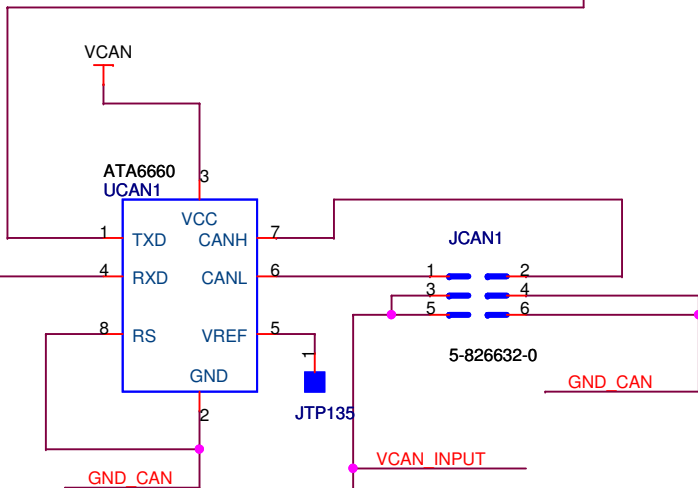 VCAN
ATA6660
UCAN1
3
VCC
1 TXD CANH 7
4 RXD CANL 6
8 RS VREF 5
GND
2
1
JTP135
JCAN1
1 2
3 4
5 6
5-826632-0
GND_CAN
VCAN_INPUT
GND_CAN